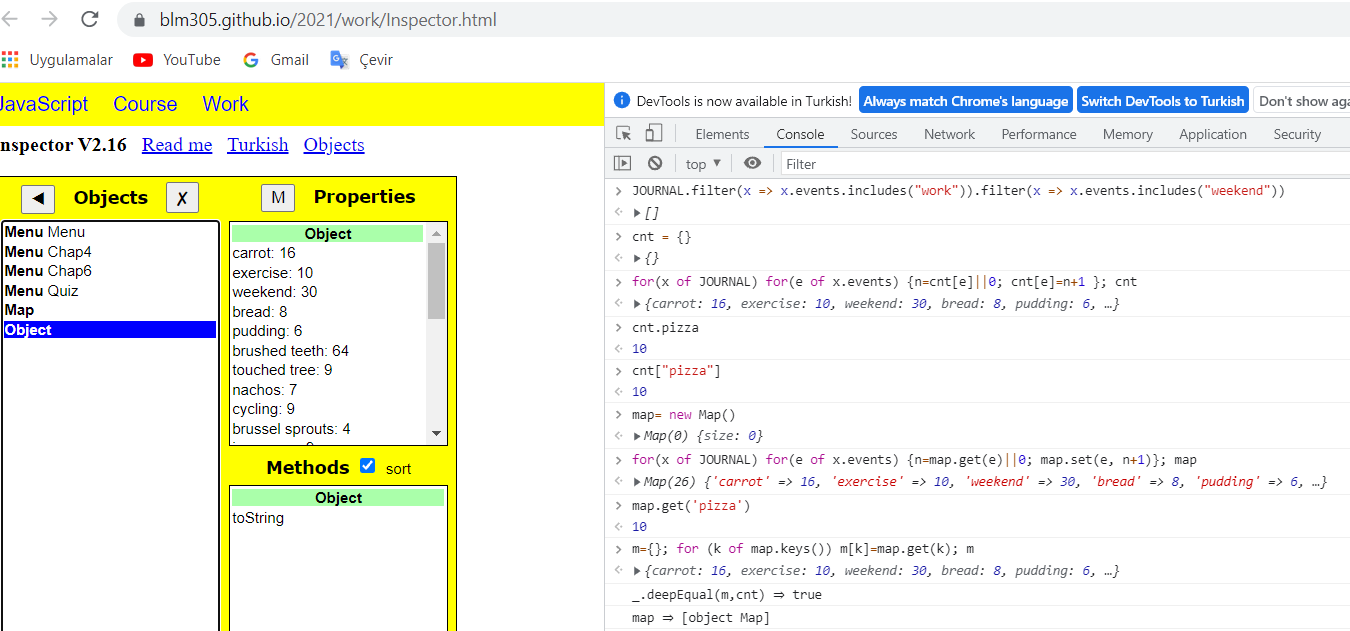 blm305.github.io/2021/work/Inspector.html
Uygulamalar YouTube Gmail Çevir
JavaScript Course Work
nspector V2.16 Read me Turkish Objects
◄ Objects X M Properties
Menu Menu
Menu Chap4
Menu Chap6
Menu Quiz
Map
Object
Object
carrot: 16
exercise: 10
weekend: 30
bread: 8
pudding: 6
brushed teeth: 64
touched tree: 9
nachos: 7
cycling: 9
brussel sprouts: 4
Methods sort
Object
toString
DevTools is now available in Turkish! Always match Chrome's language Switch DevTools to Turkish Don't show aga
Elements Console Sources Network Performance Memory Application Security
top ▼ Filter
> JOURNAL.filter(x => x.events.includes("work")).filter(x => x.events.includes("weekend"))
▶ []
> cnt = {}
▶ {}
> for(x of JOURNAL) for(e of x.events) {n=cnt[e]||0; cnt[e]=n+1 }; cnt
▶ {carrot: 16, exercise: 10, weekend: 30, bread: 8, pudding: 6, …}
> cnt.pizza
10
> cnt["pizza"]
10
> map= new Map()
▶ Map(0) {size: 0}
> for(x of JOURNAL) for(e of x.events) {n=map.get(e)||0; map.set(e, n+1)}; map
▶ Map(26) {'carrot' => 16, 'exercise' => 10, 'weekend' => 30, 'bread' => 8, 'pudding' => 6, …}
> map.get('pizza')
10
> m={}; for (k of map.keys()) m[k]=map.get(k); m
▶ {carrot: 16, exercise: 10, weekend: 30, bread: 8, pudding: 6, …}
_.deepEqual(m,cnt) ⇒ true
map ⇒ [object Map]